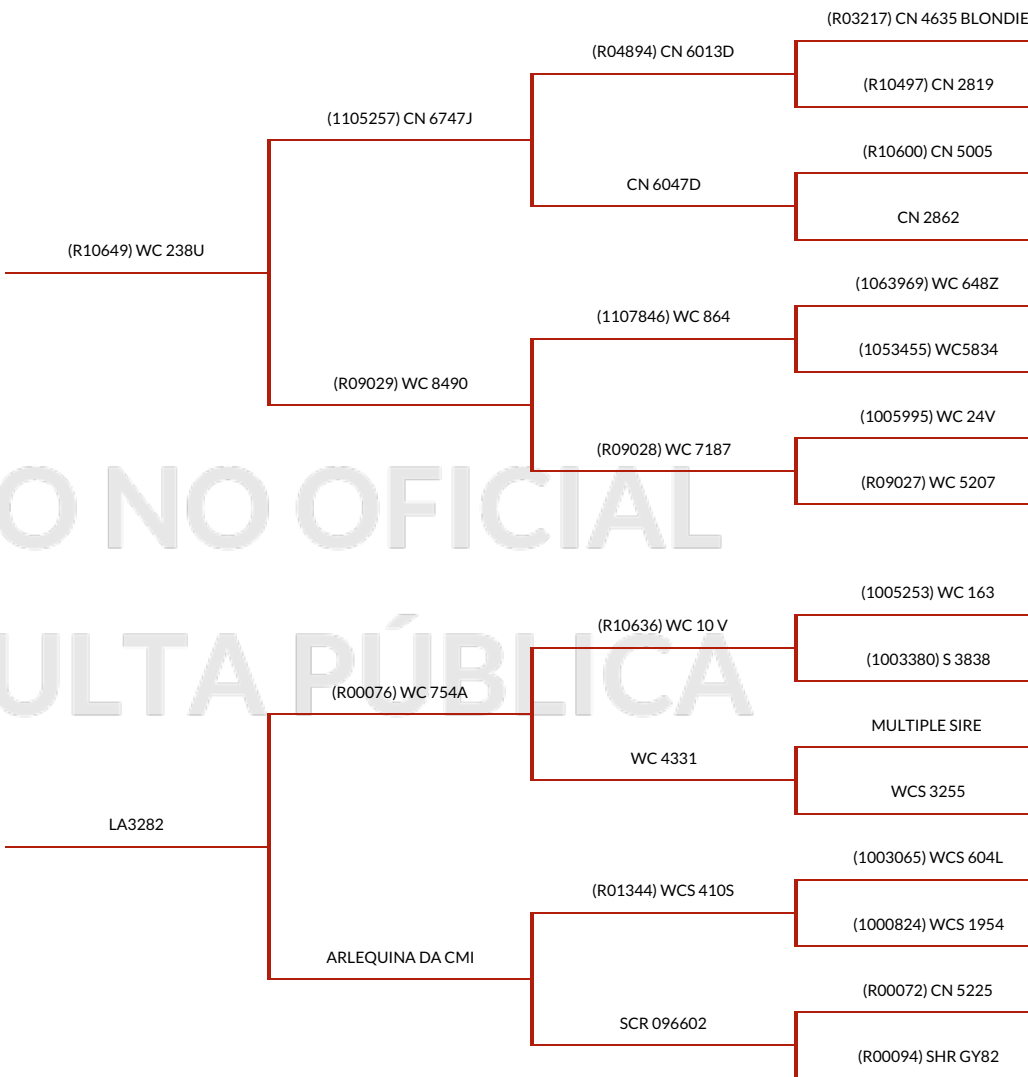 (R03217) CN 4635 BLONDIE
(R04894) CN 6013D
(R10497) CN 2819
(1105257) CN 6747J
(R10600) CN 5005
CN 6047D
CN 2862
(R10649) WC 238U
(1063969) WC 648Z
(1107846) WC 864
(1053455) WC5834
(R09029) WC 8490
(1005995) WC 24V
(R09028) WC 7187
(R09027) WC 5207
O NO OFICIAL
(1005253) WC 163
(R10636) WC 10 V
(1003380) S 3838
ULTA PÚBLICA
(R00076) WC 754A
MULTIPLE SIRE
WC 4331
WCS 3255
LA3282
(1003065) WCS 604L
(R01344) WCS 410S
(1000824) WCS 1954
ARLEQUINA DA CMI
(R00072) CN 5225
SCR 096602
(R00094) SHR GY82